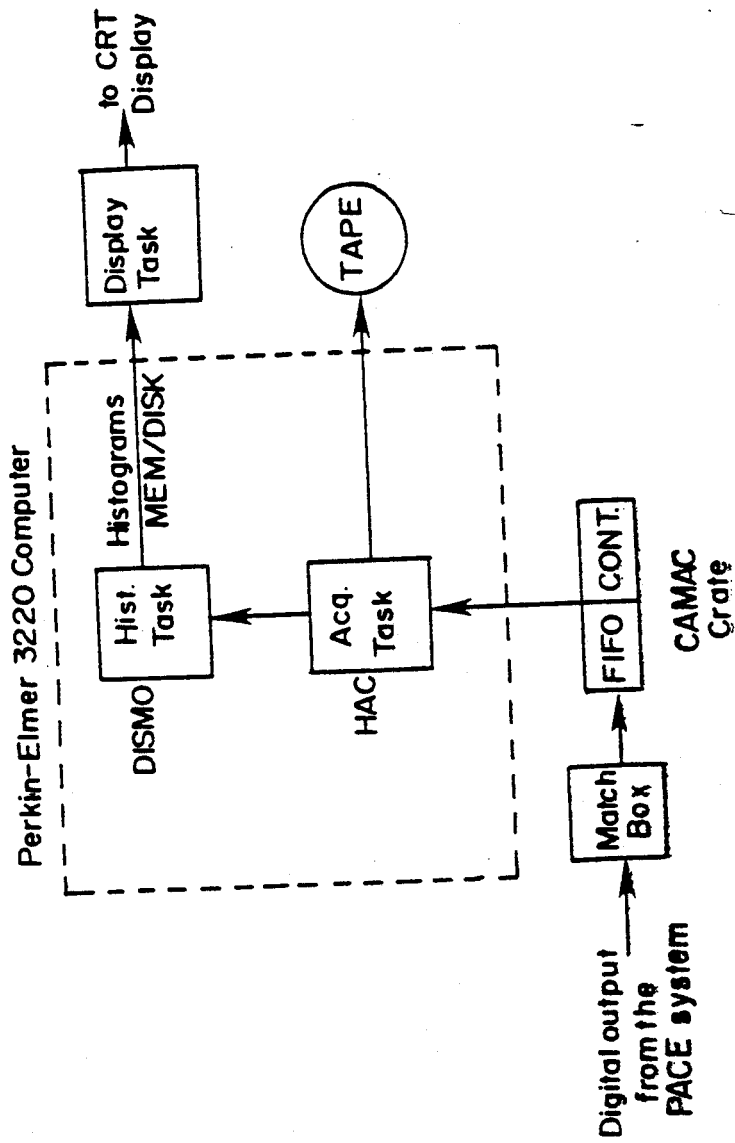 Perkin-Elmer 3220 Computer
DISMO
Hist.
Task
Histograms
MEM/DISK
Display
Task
to CRT
Display
HAC
Acq.
Task
TAPE
Digital output
from the
PACE system
Match
Box
FIFO CONT.
CAMAC
Crate